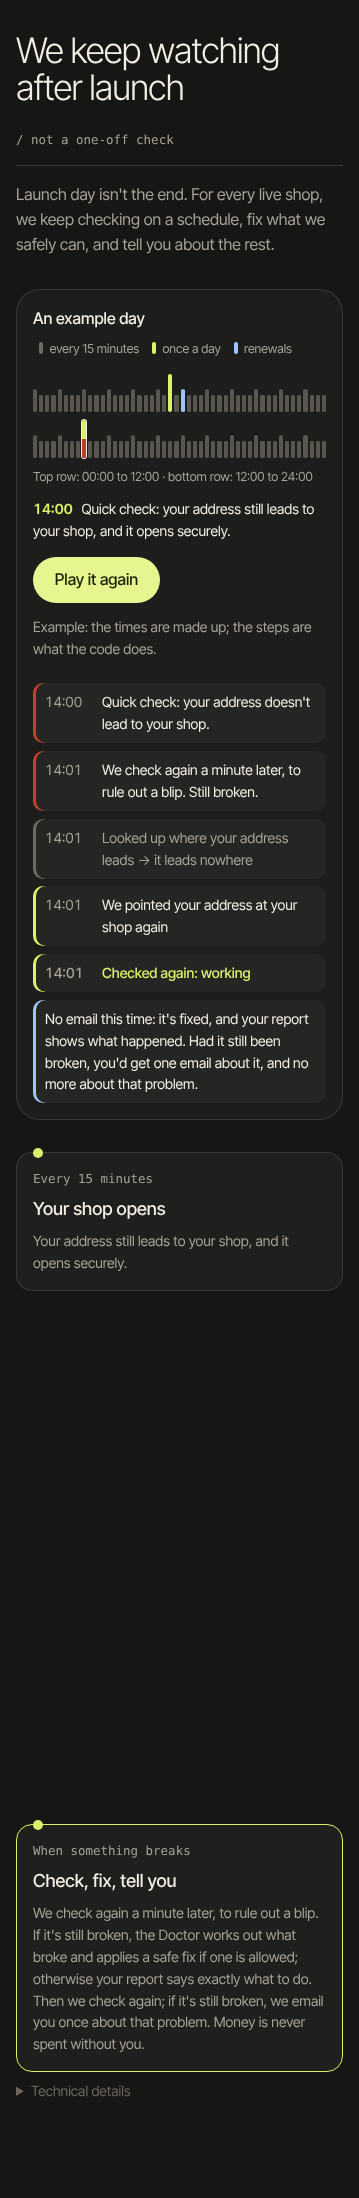 We keep watching
after launch
/ not a one-off check
Launch day isn't the end. For every live shop,
we keep checking on a schedule, fix what we
safely can, and tell you about the rest.
An example day
every 15 minutes once a day renewals
Top row: 00:00 to 12:00 · bottom row: 12:00 to 24:00
14:00 Quick check: your address still leads to
your shop, and it opens securely.
Play it again
Example: the times are made up; the steps are
what the code does.
14:00 Quick check: your address doesn't
lead to your shop.
14:01 We check again a minute later, to
rule out a blip. Still broken.
14:01 Looked up where your address
leads → it leads nowhere
14:01 We pointed your address at your
shop again
14:01 Checked again: working
No email this time: it's fixed, and your report
shows what happened. Had it still been
broken, you'd get one email about it, and no
more about that problem.
Every 15 minutes
Your shop opens
Your address still leads to your shop, and it
opens securely.
When something breaks
Check, fix, tell you
We check again a minute later, to rule out a blip.
If it's still broken, the Doctor works out what
broke and applies a safe fix if one is allowed;
otherwise your report says exactly what to do.
Then we check again; if it's still broken, we email
you once about that problem. Money is never
spent without you.
▶ Technical details